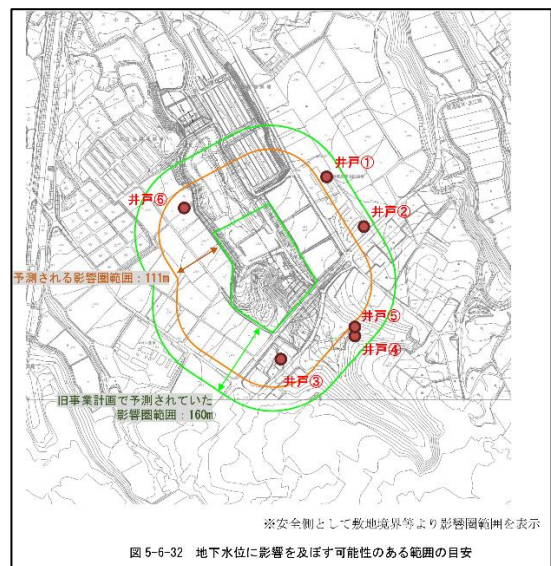 井戸①
井戸②
井戸⑥
予測される影響圏範囲：111m
井戸⑤
井戸④
井戸③
旧事業計画で予測されていた
影響圏範囲：160m
※安全側として敷地境界等より影響圏範囲を表示
図 5-6-32 地下水位に影響を及ぼす可能性のある範囲の目安